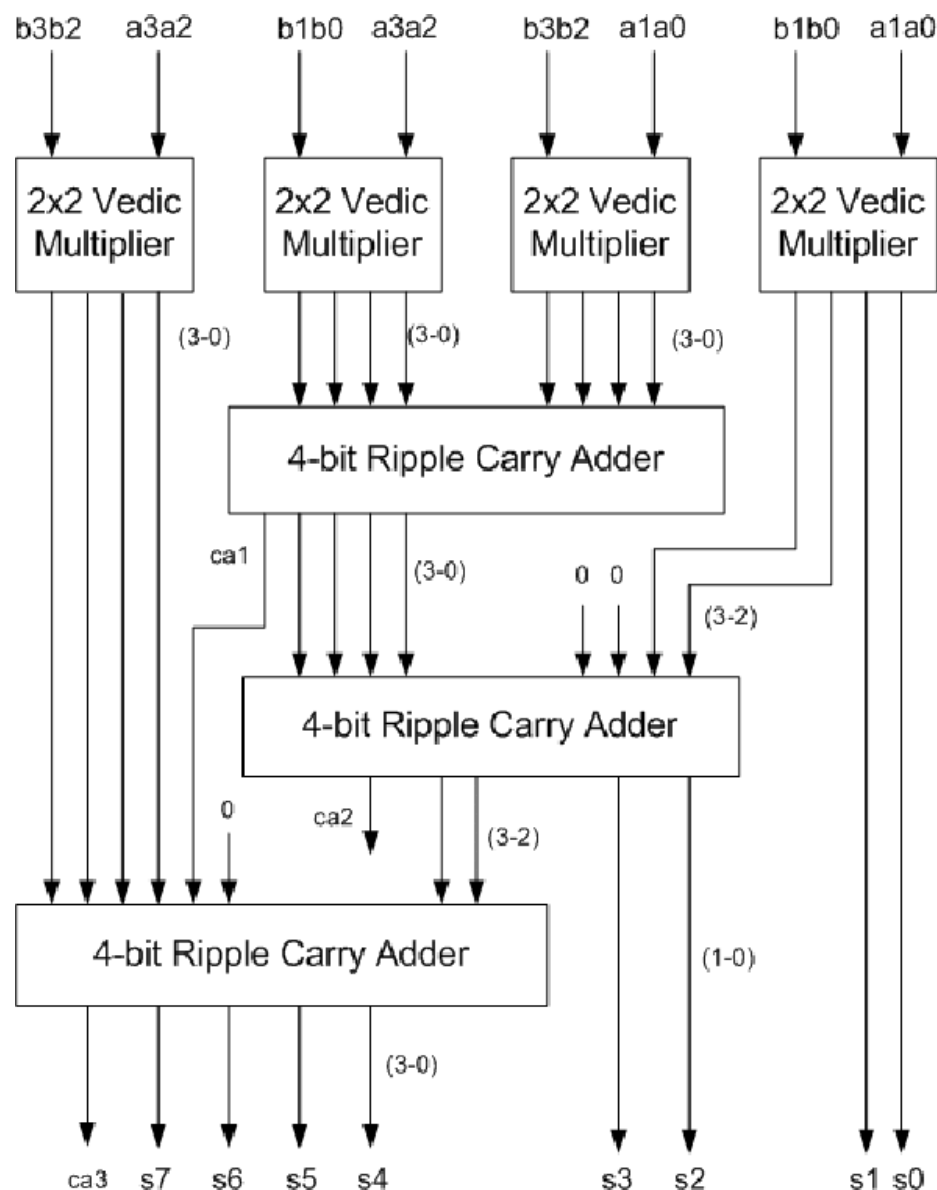 b3b2 a3a2 b1b0 a3a2 b3b2 a1a0 b1b0 a1a0
2x2 Vedic Multiplier
2x2 Vedic Multiplier
2x2 Vedic Multiplier
2x2 Vedic Multiplier
(3-0) (3-0) (3-0)
4-bit Ripple Carry Adder
ca1 (3-0) 0 0 (3-2)
4-bit Ripple Carry Adder
0 ca2 (3-2)
4-bit Ripple Carry Adder
(1-0)
(3-0)
ca3 s7 s6 s5 s4 s3 s2 s1 s0